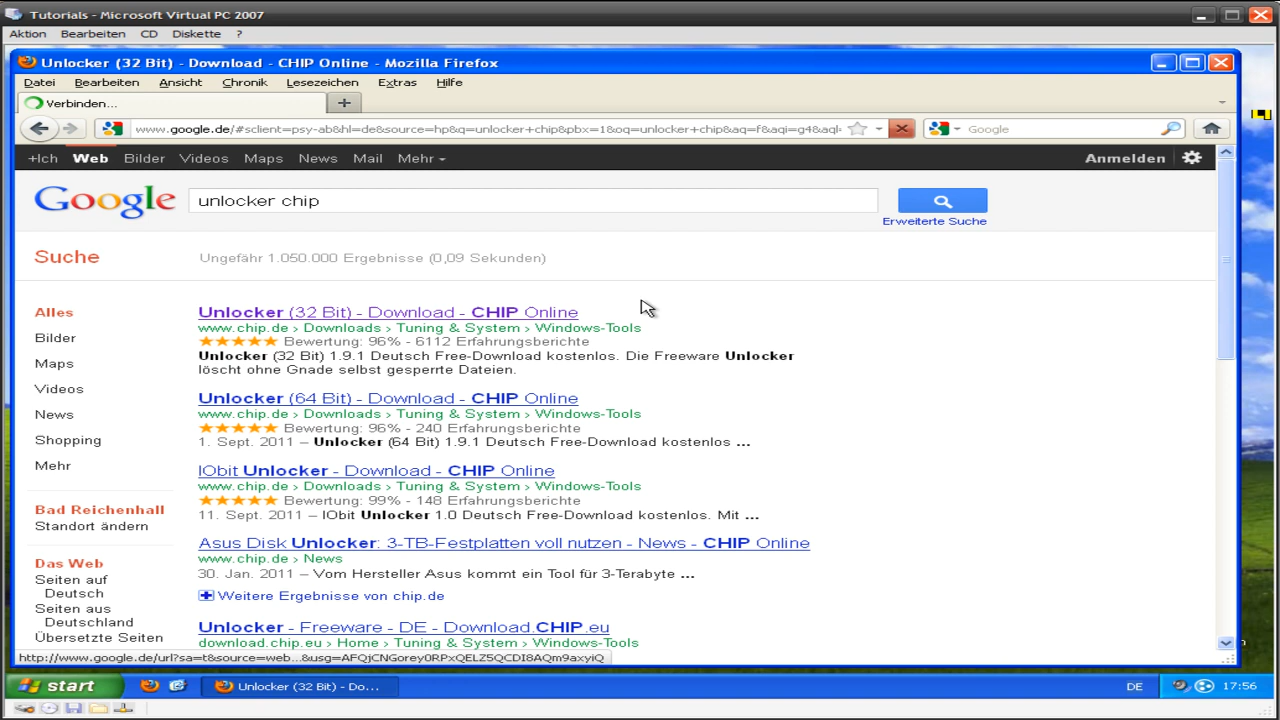 Tutorials - Microsoft Virtual PC 2007
Aktion Bearbeiten CD Diskette ?
Unlocker (32 Bit) - Download - CHIP Online - Mozilla Firefox
Datei Bearbeiten Ansicht Chronik Lesezeichen Extras Hilfe
Verbinden...
www.google.de/#sclient=psy-ab&hl=de&source=hp&q=unlocker+chip&pbx=1&oq=unlocker+chip&aq=f&aqi=g4&aql
Google
+Ich Web Bilder Videos Maps News Mail Mehr
Anmelden
Google
unlocker chip
Erweiterte Suche
Suche
Ungefähr 1.050.000 Ergebnisse (0,09 Sekunden)
Alles
Bilder
Maps
Videos
News
Shopping
Mehr
Bad Reichenhall
Standort ändern
Das Web
Seiten auf
Deutsch
Seiten aus
Deutschland
Übersetzte Seiten
Unlocker (32 Bit) - Download - CHIP Online
www.chip.de › Downloads › Tuning & System › Windows-Tools
Bewertung: 96% - 6112 Erfahrungsberichte
Unlocker (32 Bit) 1.9.1 Deutsch Free-Download kostenlos. Die Freeware Unlocker
löscht ohne Gnade selbst gesperrte Dateien.
Unlocker (64 Bit) - Download - CHIP Online
www.chip.de › Downloads › Tuning & System › Windows-Tools
Bewertung: 96% - 240 Erfahrungsberichte
1. Sept. 2011 – Unlocker (64 Bit) 1.9.1 Deutsch Free-Download kostenlos ...
IObit Unlocker - Download - CHIP Online
www.chip.de › Downloads › Tuning & System › Windows-Tools
Bewertung: 99% - 148 Erfahrungsberichte
11. Sept. 2011 – IObit Unlocker 1.0 Deutsch Free-Download kostenlos. Mit ...
Asus Disk Unlocker: 3-TB-Festplatten voll nutzen - News - CHIP Online
www.chip.de › News
30. Jan. 2011 – Vom Hersteller Asus kommt ein Tool für 3-Terabyte ...
Weitere Ergebnisse von chip.de
Unlocker - Freeware - DE - Download.CHIP.eu
download.chip.eu › Home › Tuning & System › Windows-Tools
http://www.google.de/url?sa=t&source=web...&usg=AFQjCNGorey0RPxQELZ5QCDI8AQm9axyiQ
start
Unlocker (32 Bit) - Do...
DE
17:56